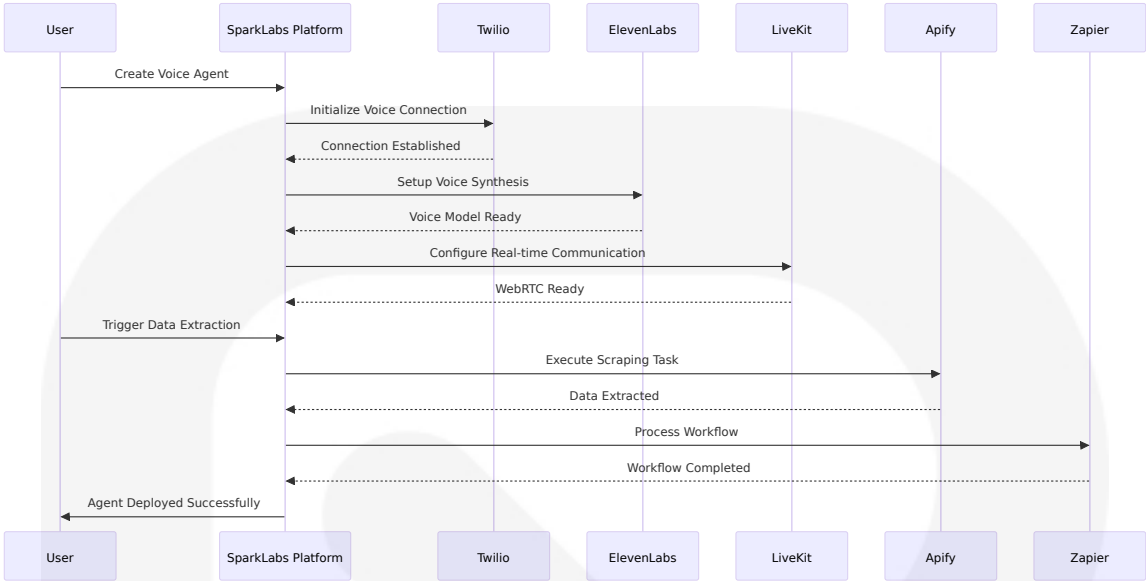 User
SparkLabs Platform
Twilio
ElevenLabs
LiveKit
Apify
Zapier
Create Voice Agent
Initialize Voice Connection
Connection Established
Setup Voice Synthesis
Voice Model Ready
Configure Real-time Communication
WebRTC Ready
Trigger Data Extraction
Execute Scraping Task
Data Extracted
Process Workflow
Workflow Completed
Agent Deployed Successfully
User
SparkLabs Platform
Twilio
ElevenLabs
LiveKit
Apify
Zapier